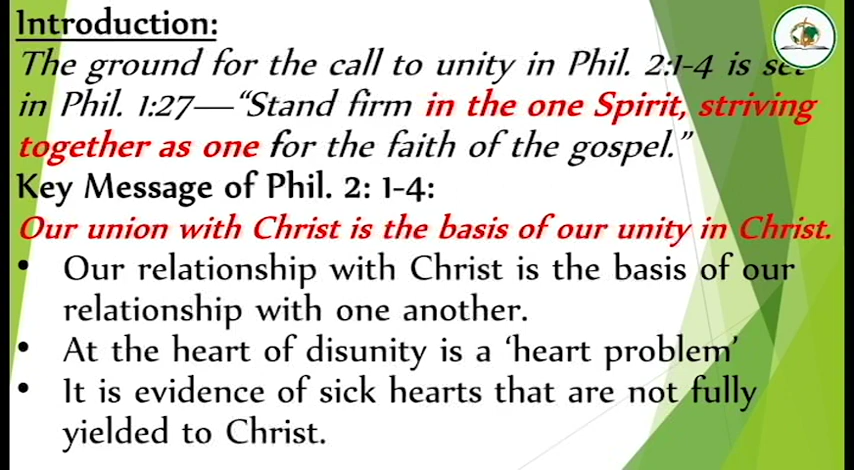 Introduction:
The ground for the call to unity in Phil. 2:1-4 is set
in Phil. 1:27—“Stand firm in the one Spirit, striving
together as one for the faith of the gospel.”
Key Message of Phil. 2: 1-4:
Our union with Christ is the basis of our unity in Christ.
• Our relationship with Christ is the basis of our
relationship with one another.
• At the heart of disunity is a ‘heart problem’
• It is evidence of sick hearts that are not fully
yielded to Christ.